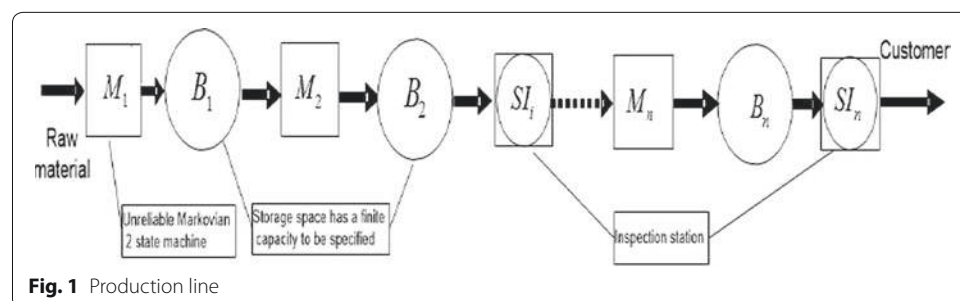 Customer
M₁
B₁
M₂
B₂
SIᵢ
Mₙ
Bₙ
SIₙ
Raw
material
Unreliable Markovian
2 state machine
Storage space has a finite
capacity to be specified
Inspection station
Fig. 1 Production line